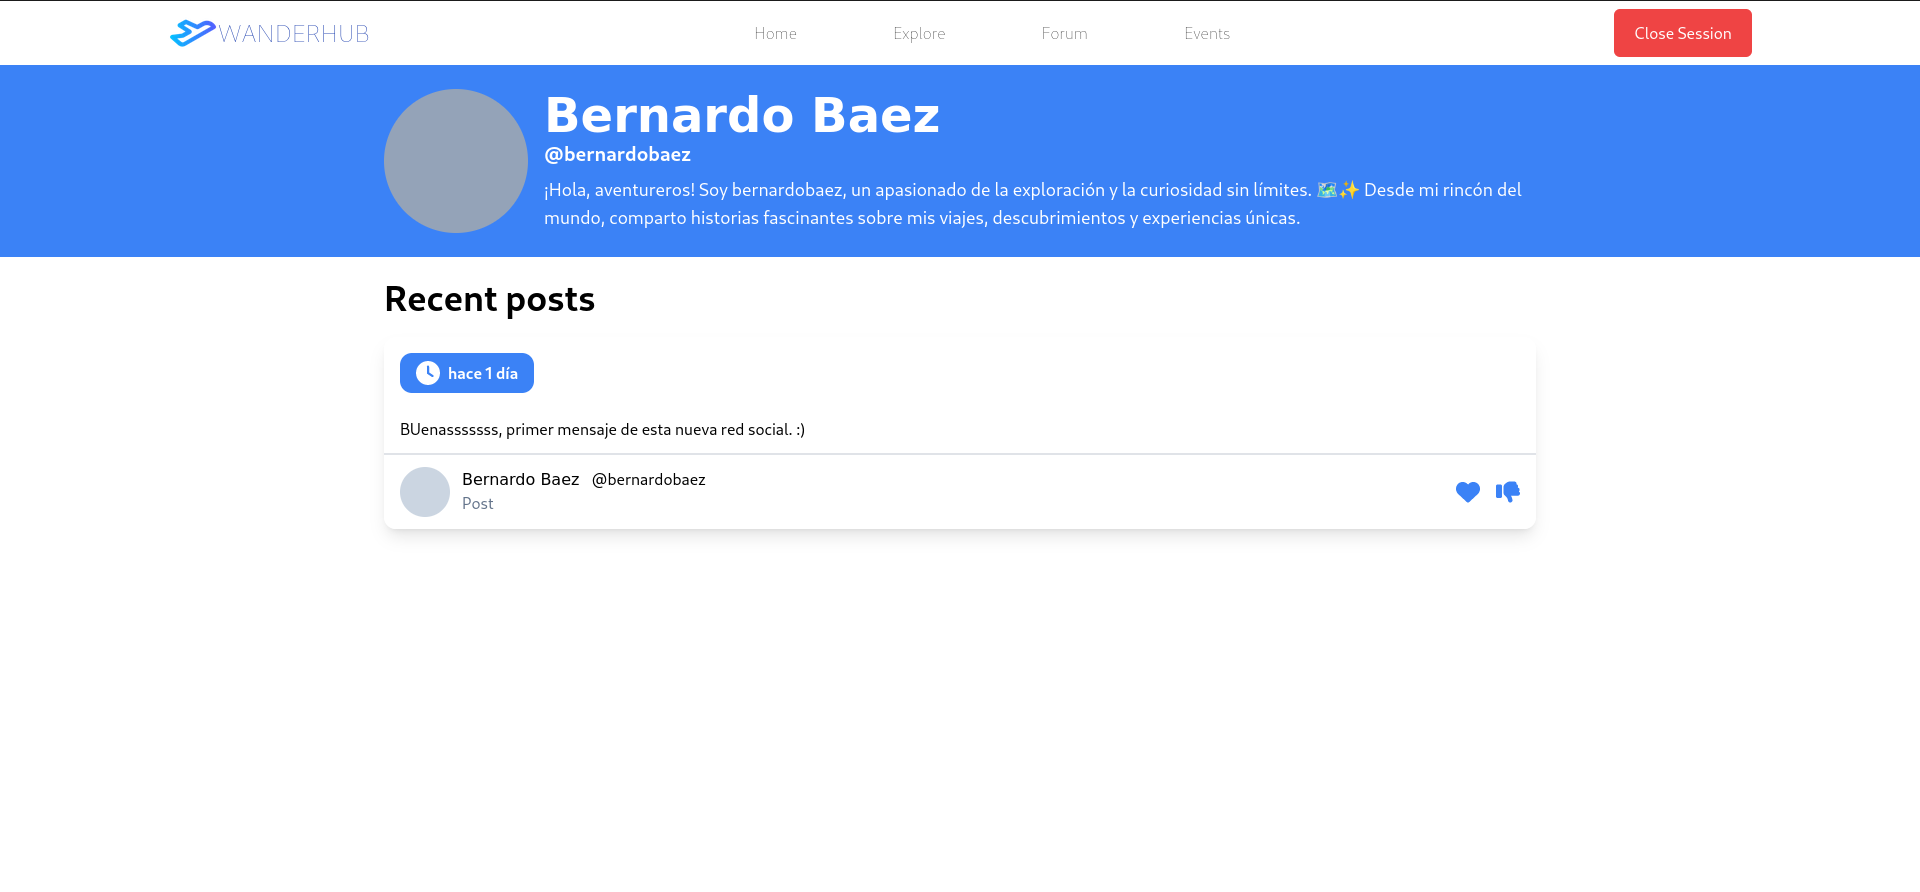 WANDERHUB
Home
Explore
Forum
Events
Close Session
Bernardo Baez
@bernardobaez
¡Hola, aventureros! Soy bernardobaez, un apasionado de la exploración y la curiosidad sin límites. 🗺️✨ Desde mi rincón del
mundo, comparto historias fascinantes sobre mis viajes, descubrimientos y experiencias únicas.
Recent posts
hace 1 día
BUenasssssss, primer mensaje de esta nueva red social. :)
Bernardo Baez @bernardobaez
Post